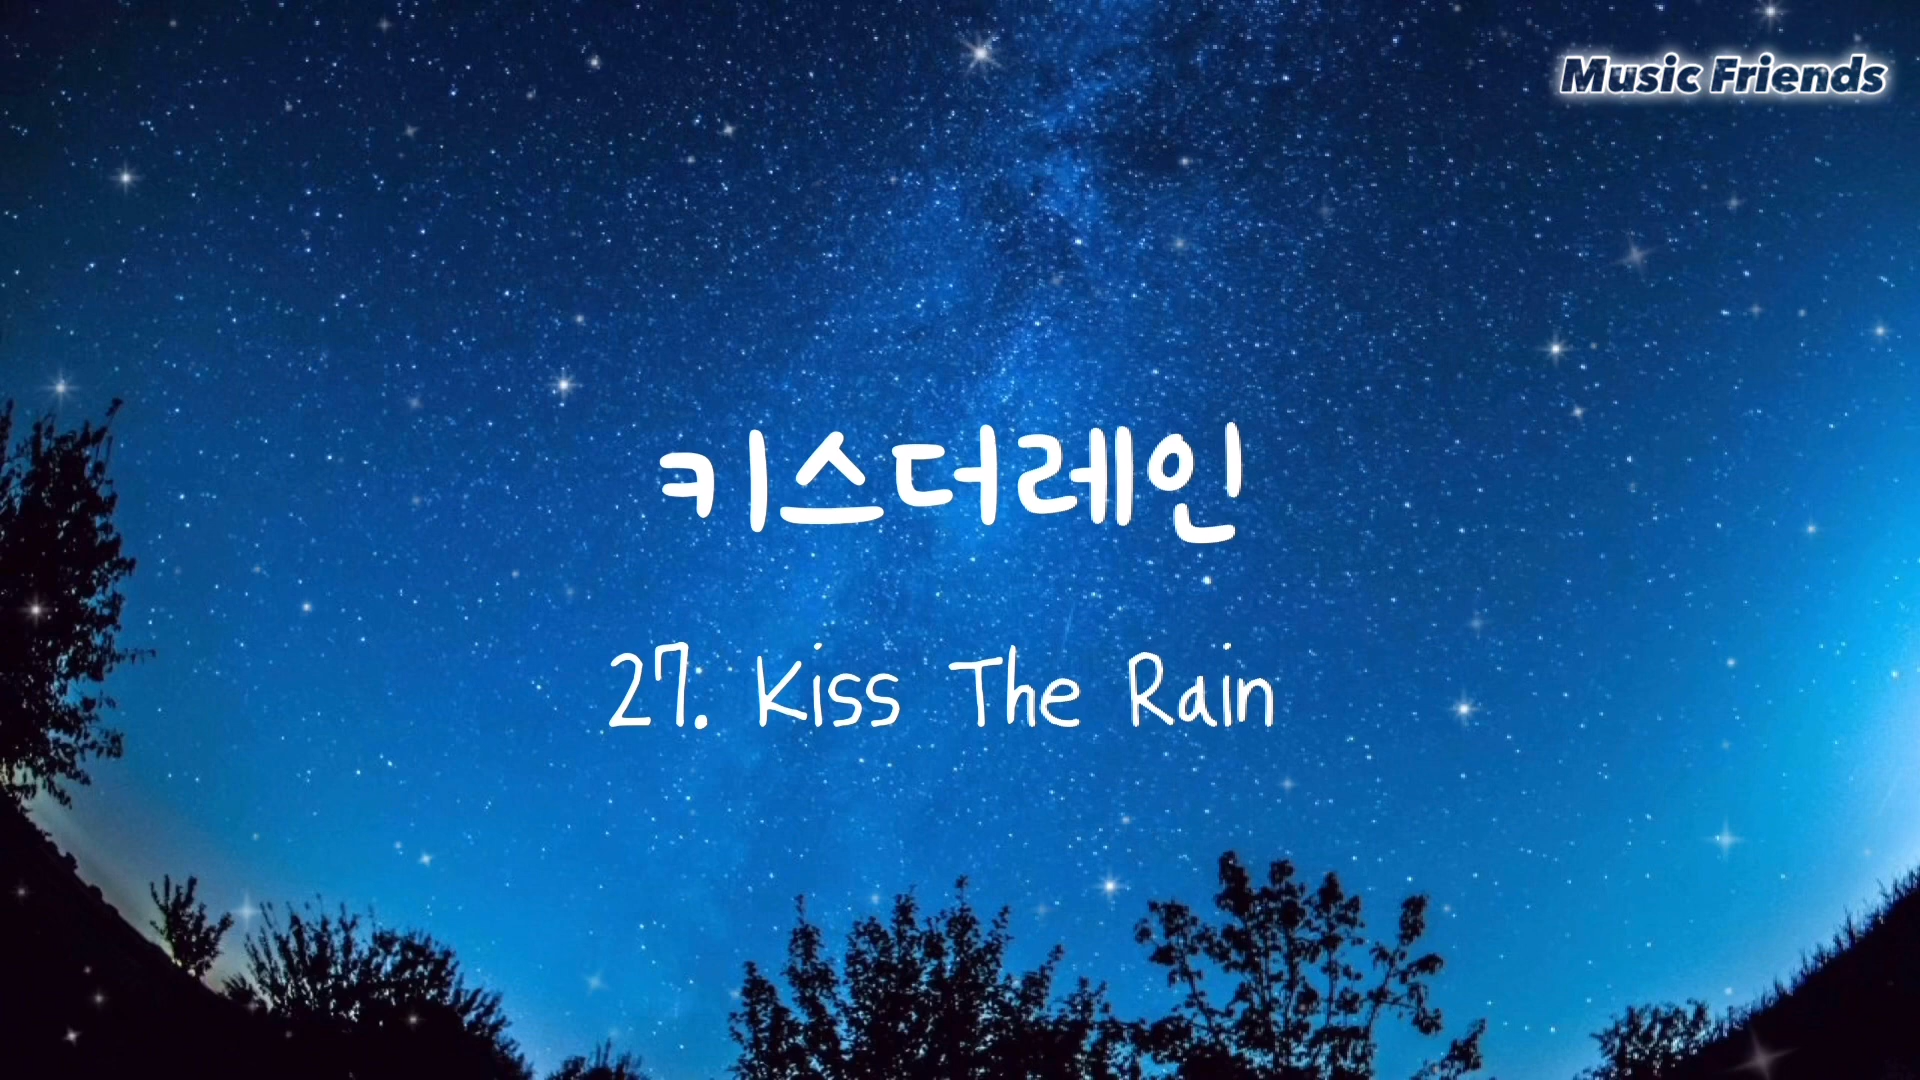 Music Friends
키스더레인
27. Kiss The Rain